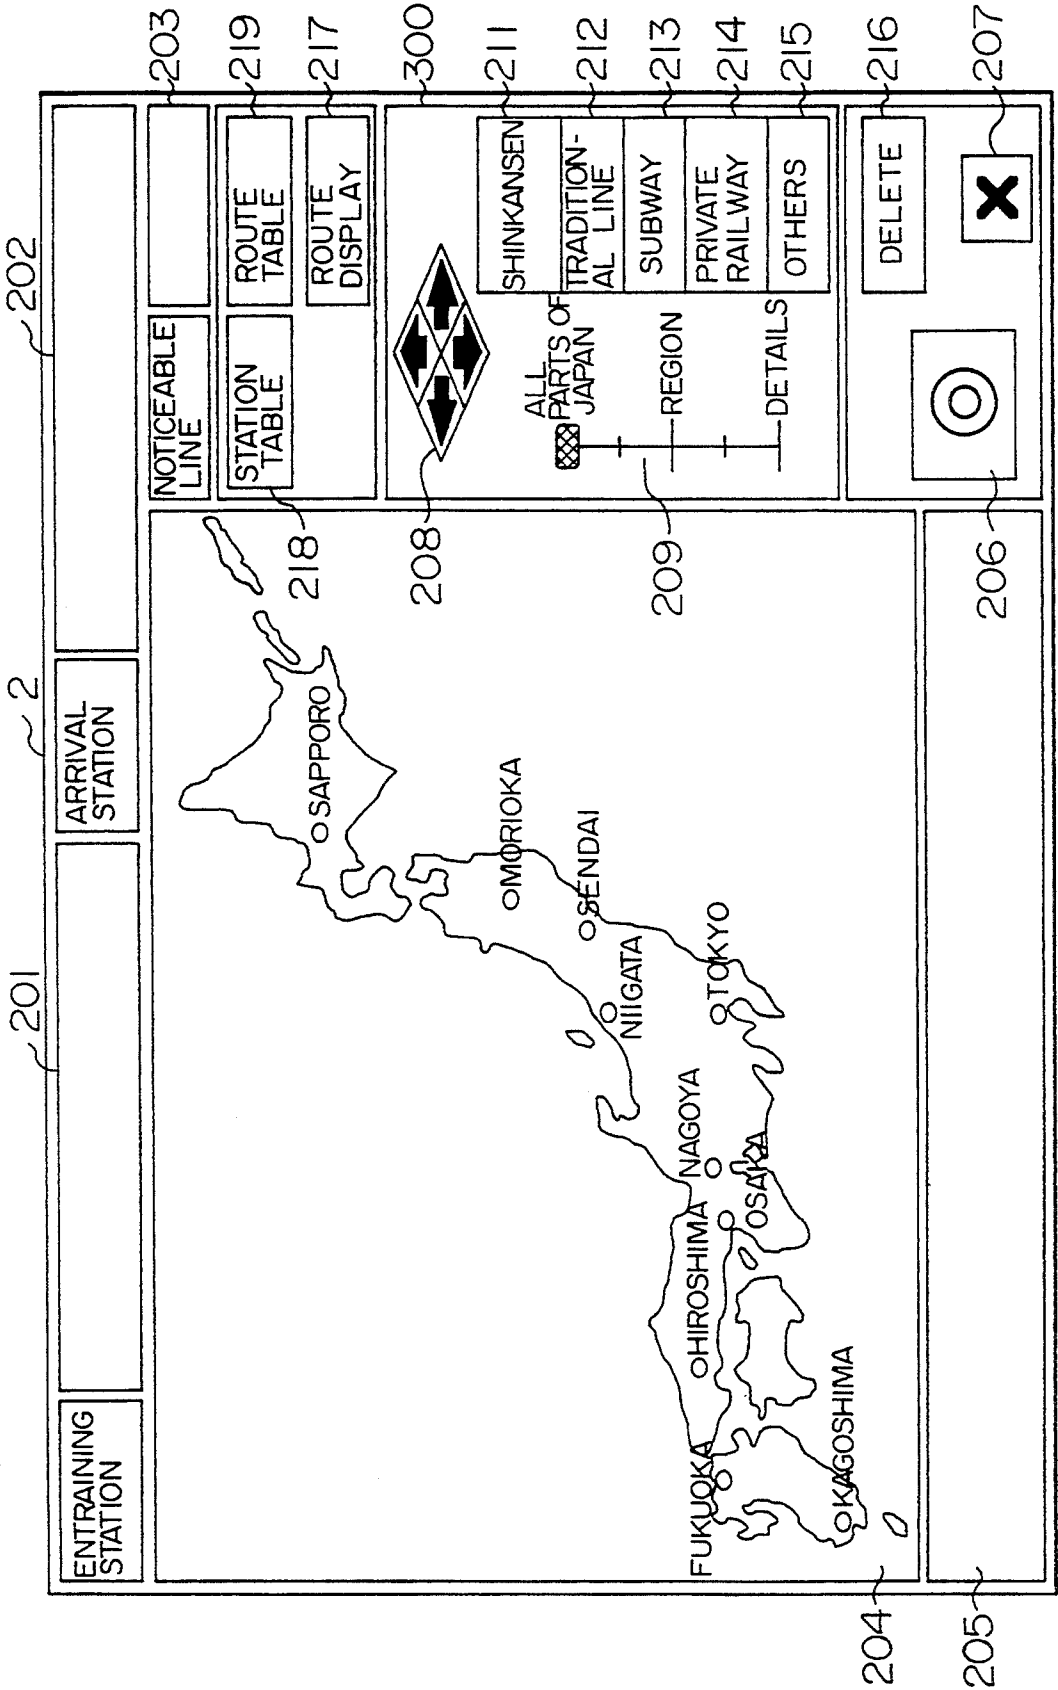 201
2
202
ENTRAINING
STATION
ARRIVAL
STATION
203
NOTICEABLE
LINE
219
STATION
TABLE
ROUTE
TABLE
217
ROUTE
DISPLAY
218
300
208
211
SHINKANSEN
212
TRADITION-
AL LINE
213
SUBWAY
214
PRIVATE
RAILWAY
215
OTHERS
ALL
PARTS OF
JAPAN
REGION
DETAILS
209
216
DELETE
207
206
SAPPORO
MORIOKA
SENDAI
NIIGATA
TOKYO
NAGOYA
OSAKA
HIROSHIMA
FUKUOKA
KAGOSHIMA
204
205